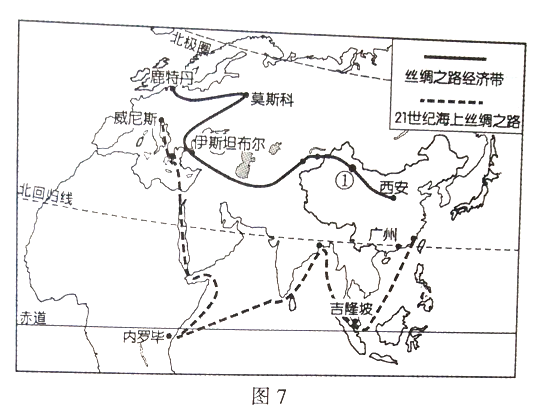 北极圈
丝绸之路经济带
21世纪海上丝绸之路
鹿特丹
莫斯科
威尼斯
伊斯坦布尔
①
西安
北回归线
广州
吉隆坡
赤道
内罗毕
图7